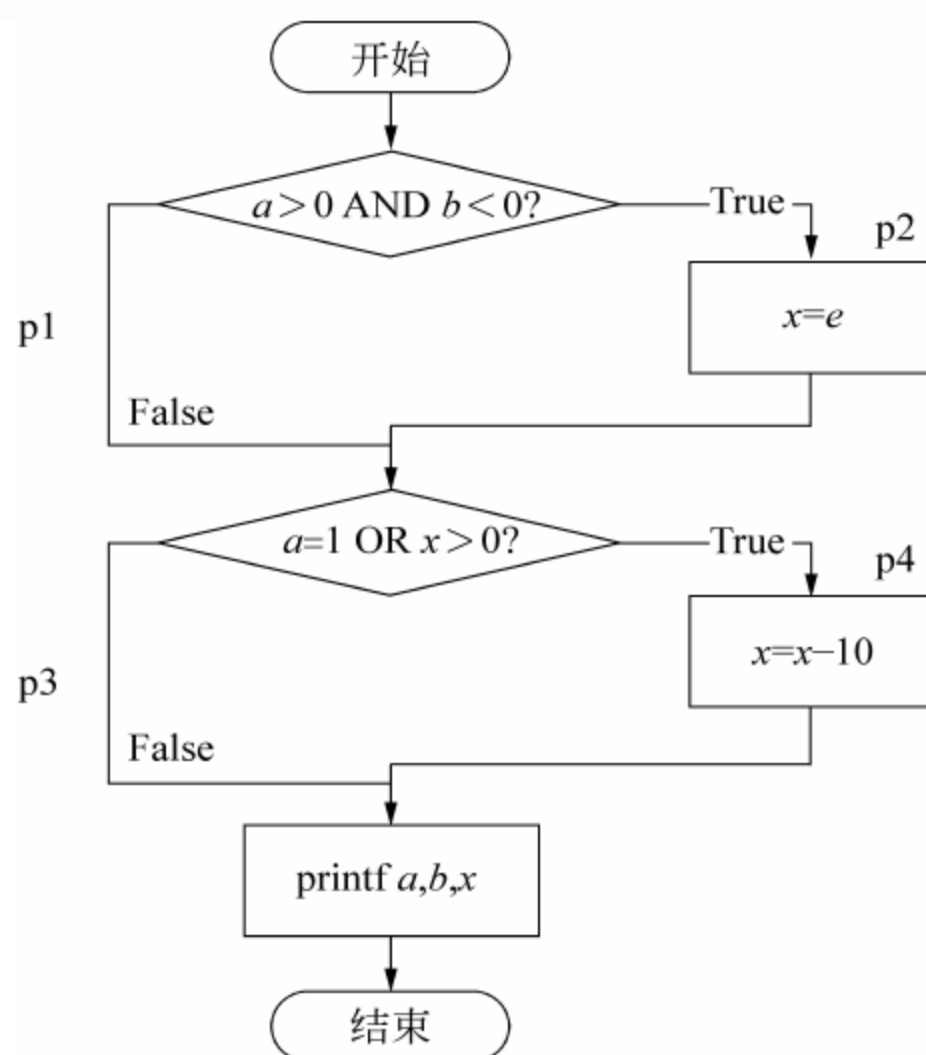 开始
a>0 AND b<0?
True
p2
x=e
p1
False
a=1 OR x>0?
True
p4
x=x−10
p3
False
printf a,b,x
结束